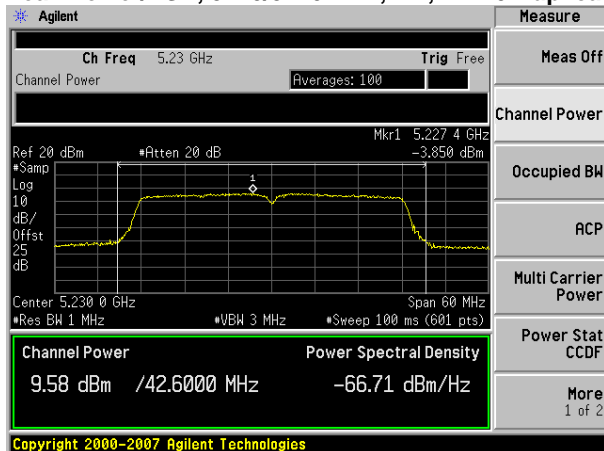 Agilent
Measure
Ch Freq 5.23 GHz Trig Free
Channel Power Averages: 100
Mkr1 5.227 4 GHz
Ref 20 dBm #Atten 20 dB -3.850 dBm
#Samp
Log
10
dB/
Offst
25
dB
1
Center 5.230 0 GHz Span 60 MHz
#Res BW 1 MHz #VBW 3 MHz #Sweep 100 ms (601 pts)
Channel Power Power Spectral Density
9.58 dBm /42.6000 MHz -66.71 dBm/Hz
Meas Off
Channel Power
Occupied BW
ACP
Multi Carrier
Power
Power Stat
CCDF
More
1 of 2
Copyright 2000-2007 Agilent Technologies